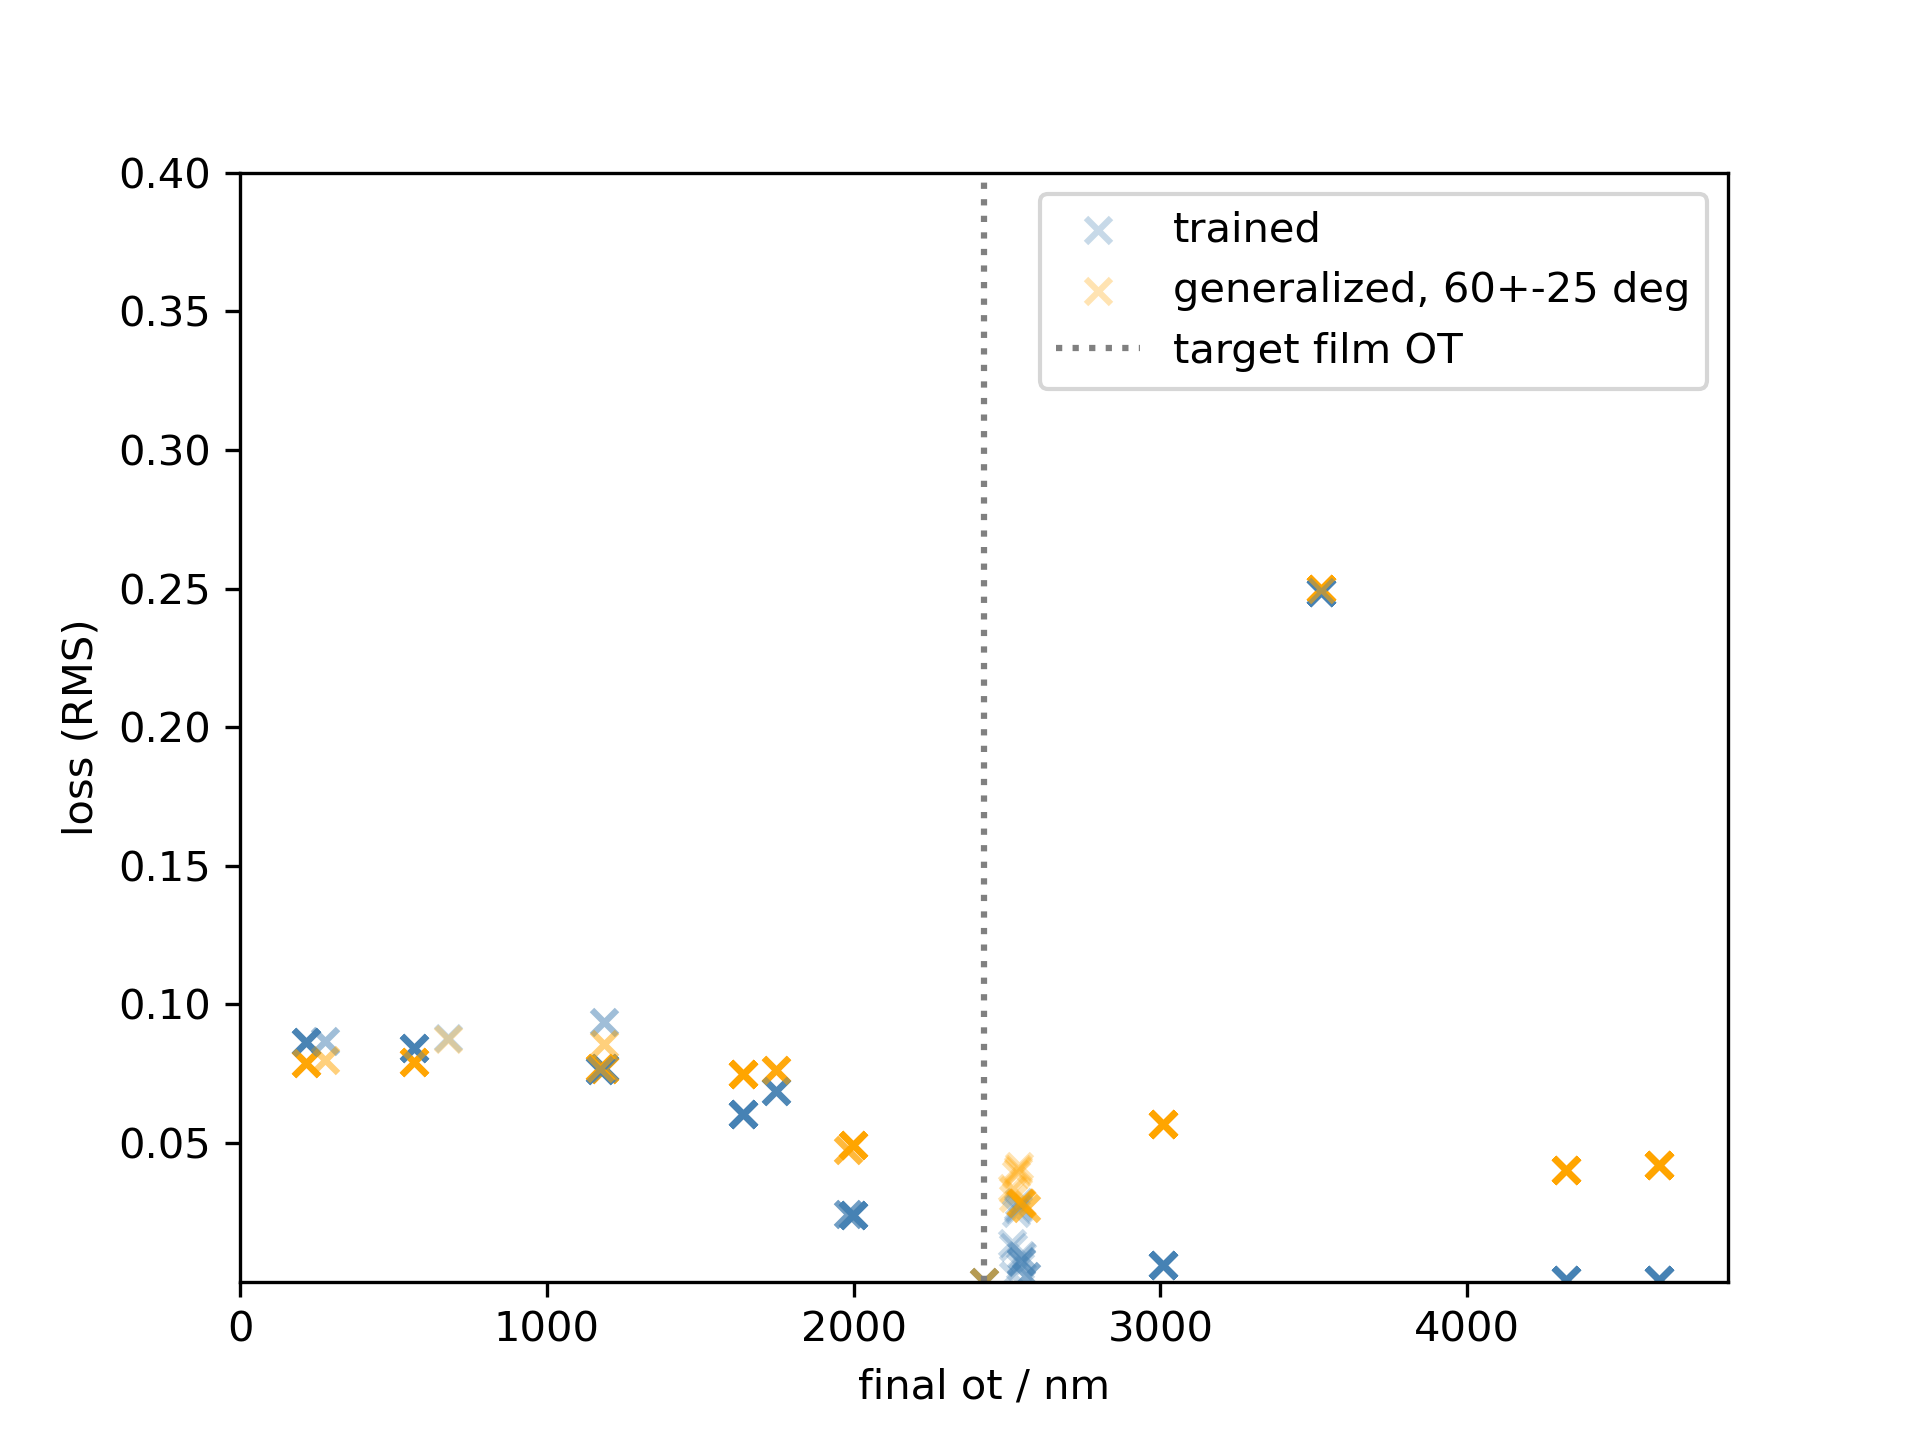 0.40
0.35
0.30
0.25
0.20
0.15
0.10
0.05
loss (RMS)
trained
generalized, 60+-25 deg
target film OT
0 1000 2000 3000 4000
final ot / nm